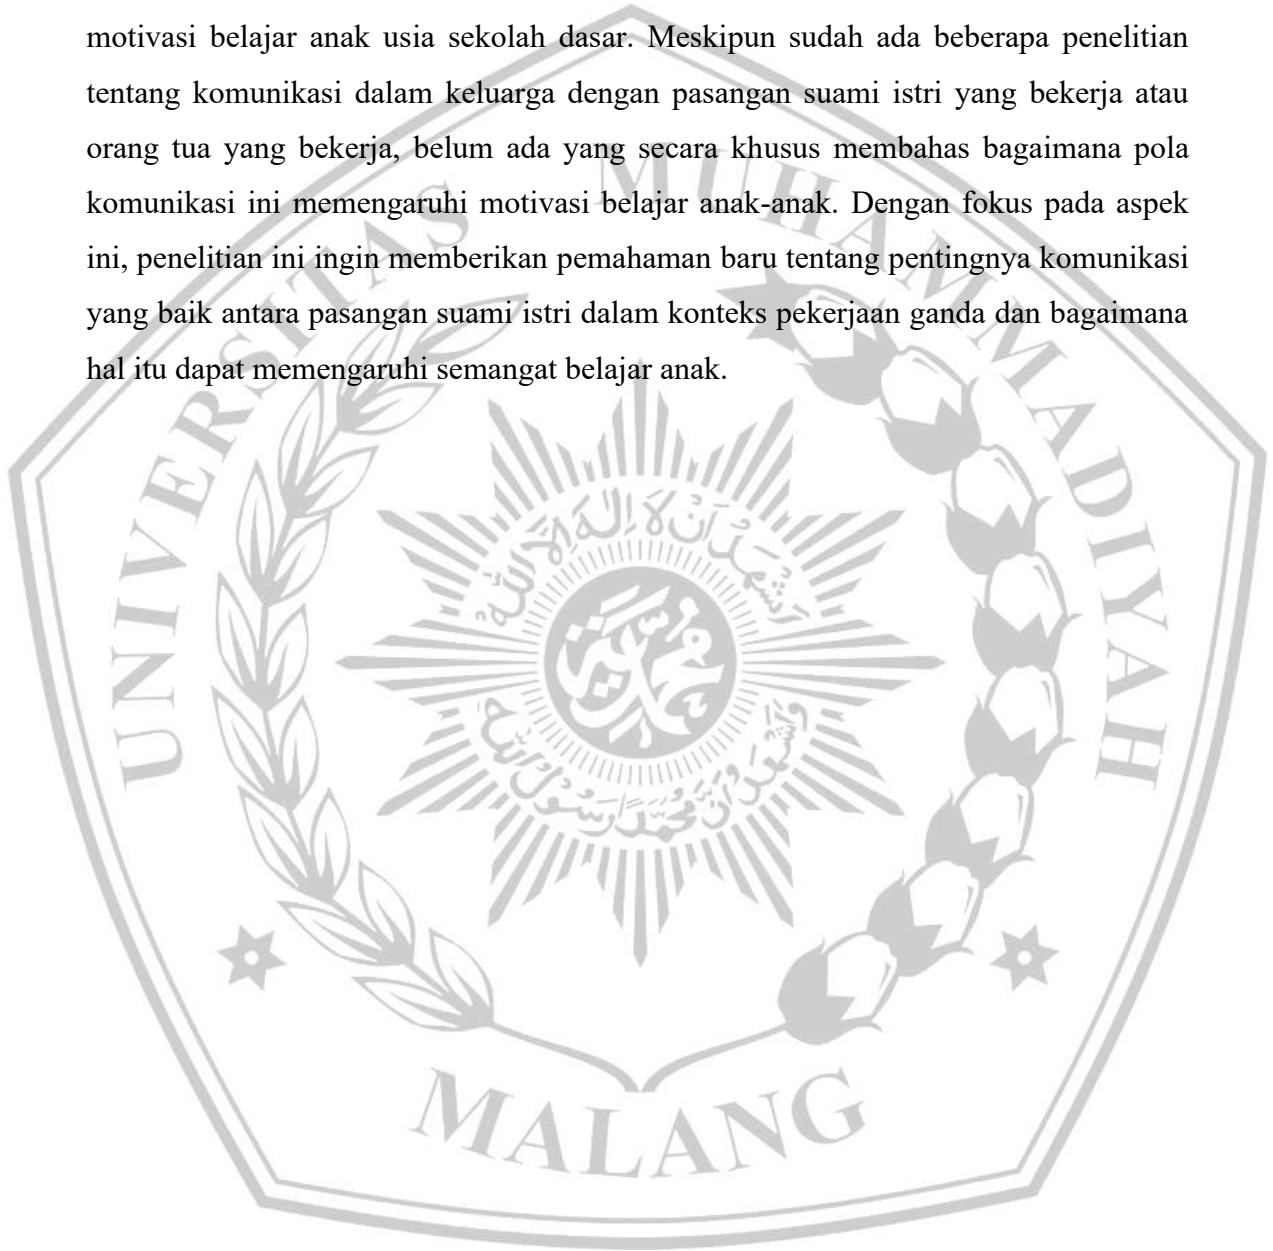 motivasi belajar anak usia sekolah dasar. Meskipun sudah ada beberapa penelitian
tentang komunikasi dalam keluarga dengan pasangan suami istri yang bekerja atau
orang tua yang bekerja, belum ada yang secara khusus membahas bagaimana pola
komunikasi ini memengaruhi motivasi belajar anak-anak. Dengan fokus pada aspek
ini, penelitian ini ingin memberikan pemahaman baru tentang pentingnya komunikasi
yang baik antara pasangan suami istri dalam konteks pekerjaan ganda dan bagaimana
hal itu dapat memengaruhi semangat belajar anak.
UNIVERSITAS MUHAMMADIYAH
أَشْهَدُ أَنْ لَا إِلٰهَ إِلَّا اللهُ
محمدية
وَأَشْهَدُ أَنَّ مُحَمَّدًا رَسُولُ اللهِ
MALANG